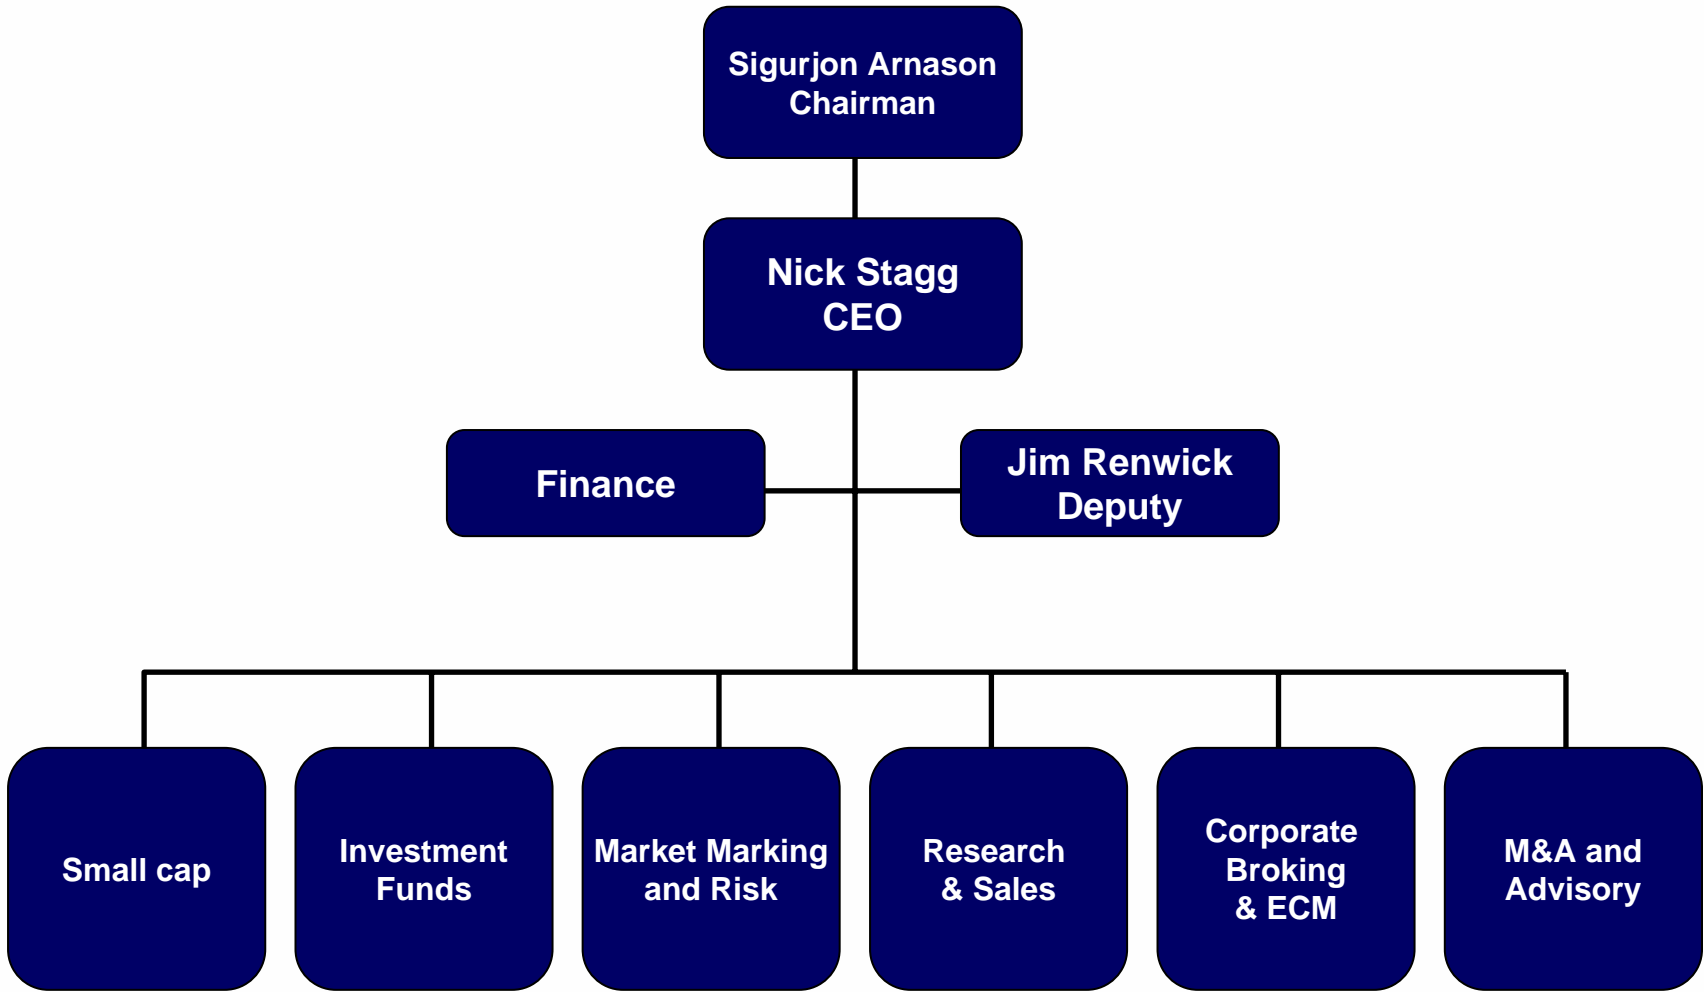 Sigurjon Arnason
Chairman
Nick Stagg
CEO
Finance
Jim Renwick
Deputy
Small cap
Investment
Funds
Market Marking
and Risk
Research
& Sales
Corporate
Broking
& ECM
M&A and
Advisory